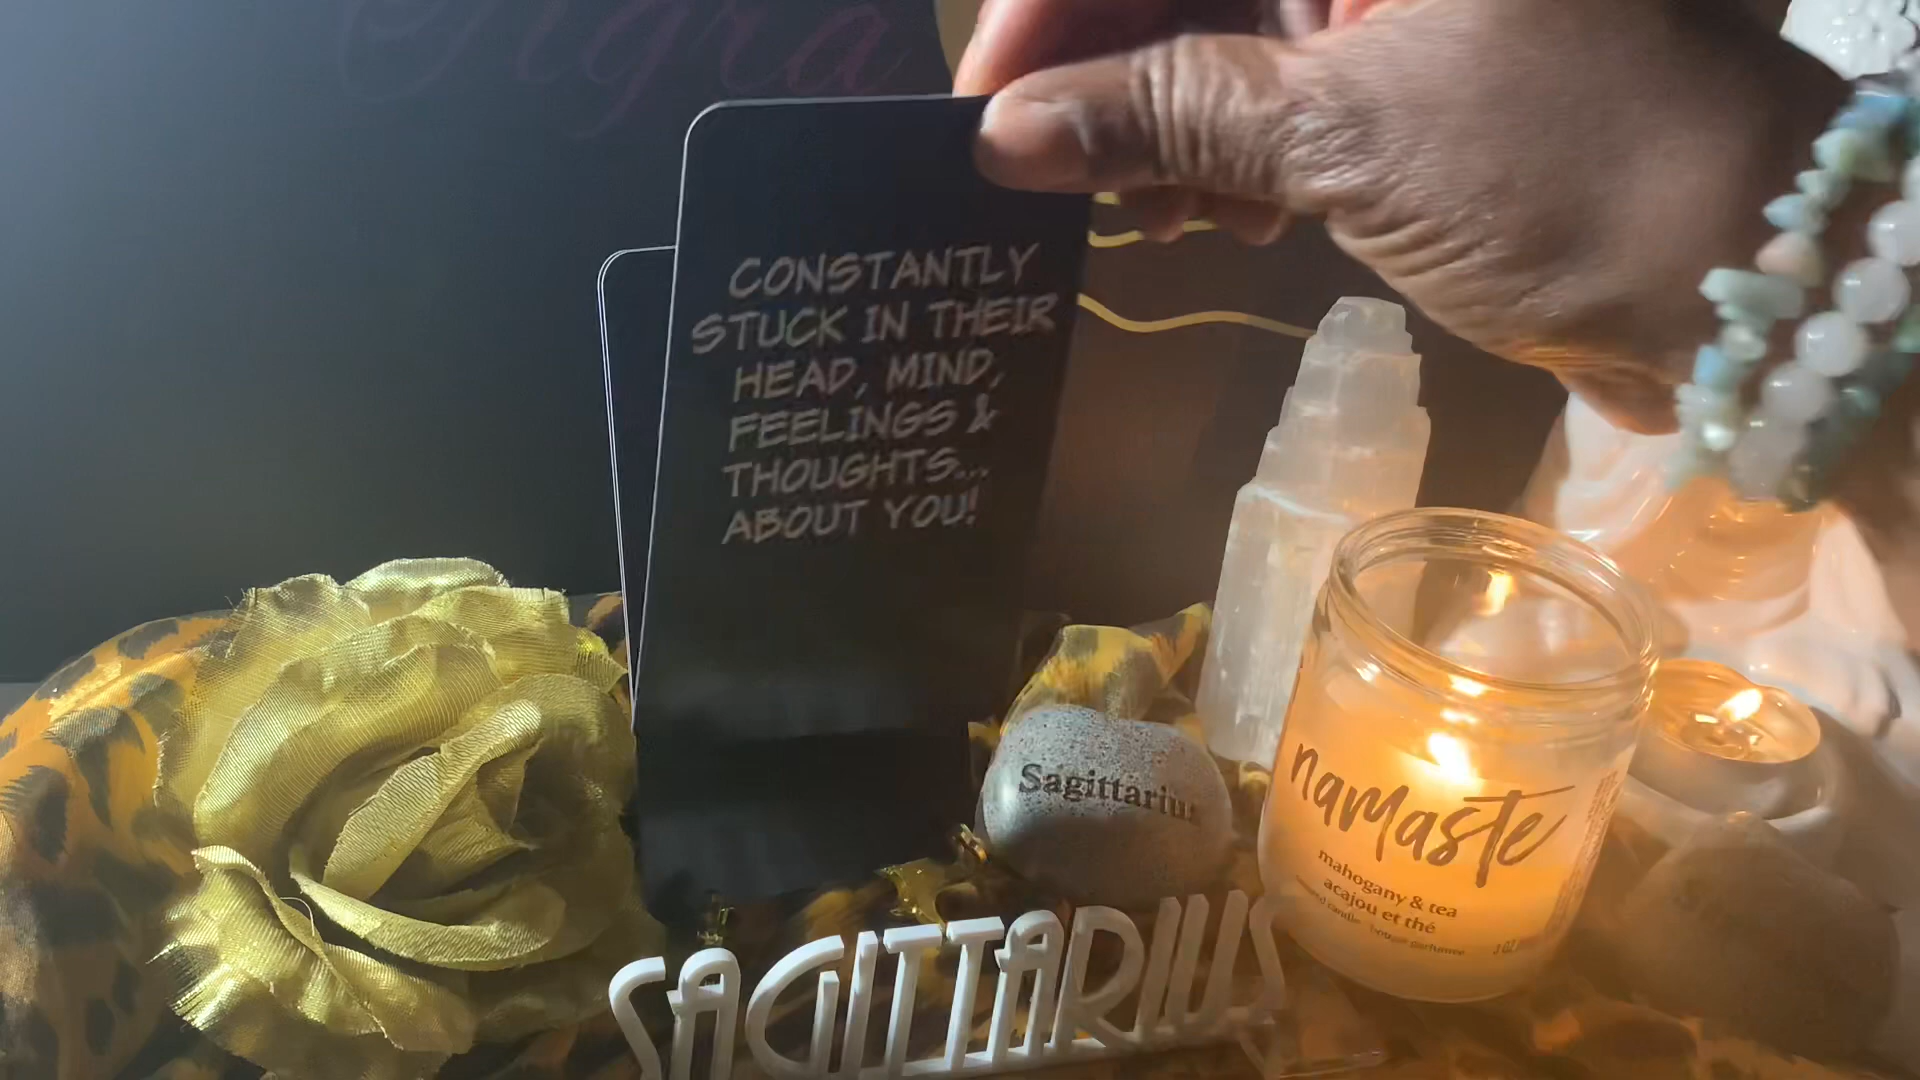 CONSTANTLY
STUCK IN THEIR
HEAD, MIND,
FEELINGS &
THOUGHTS...
ABOUT YOU!
Sagittarius
namaste
mahogany & tea
acajou et thé
SAGITTARIUS